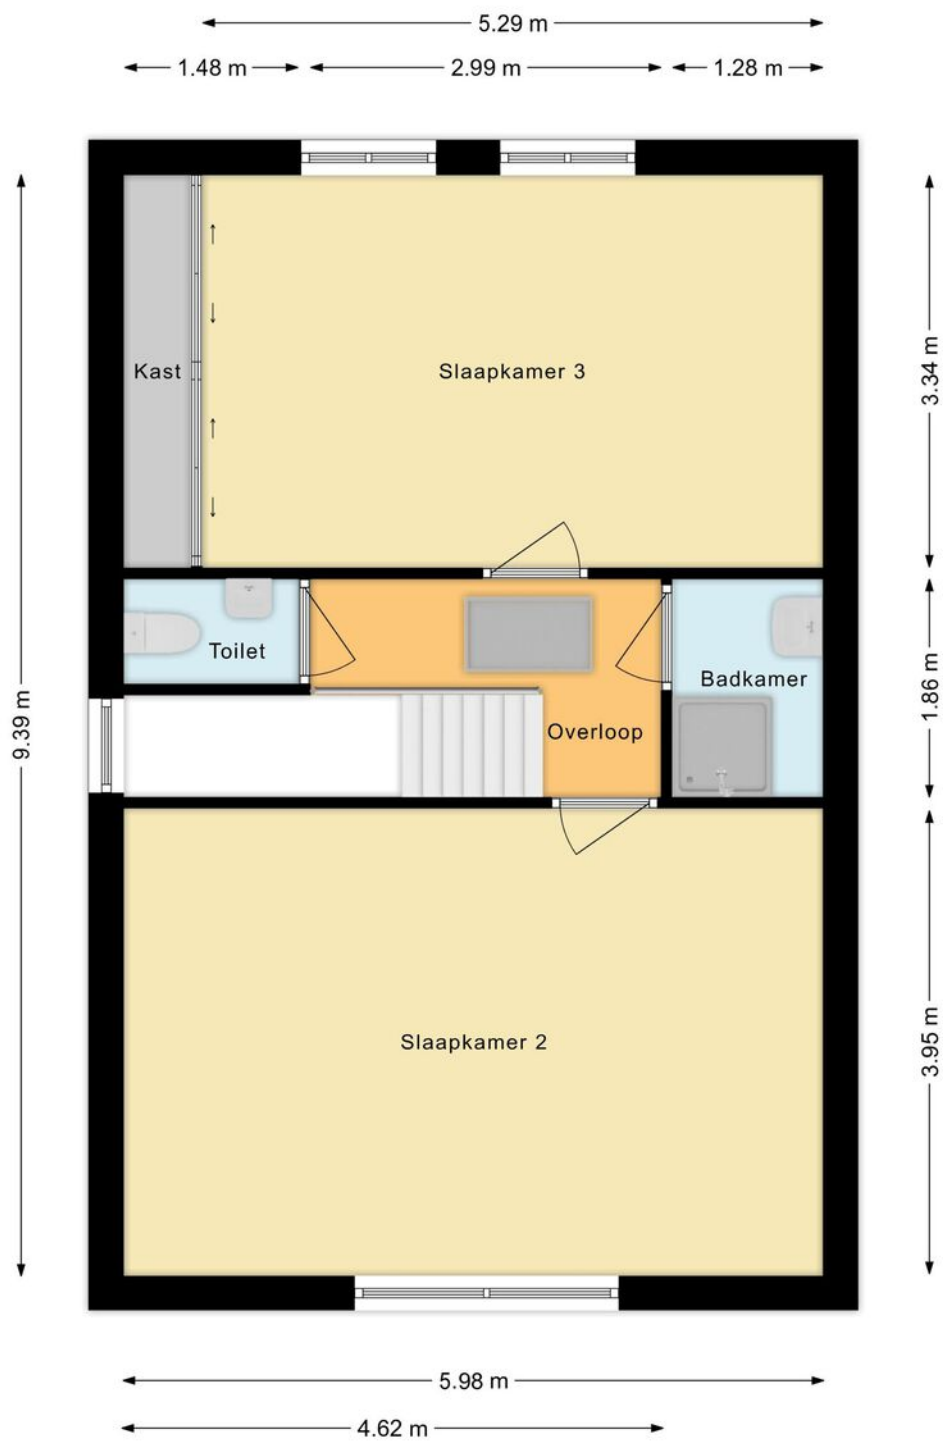 5.29 m
1.48 m
2.99 m
1.28 m
3.34 m
Kast
Slaapkamer 3
Toilet
Badkamer
1.86 m
9.39 m
Overloop
Slaapkamer 2
3.95 m
5.98 m
4.62 m